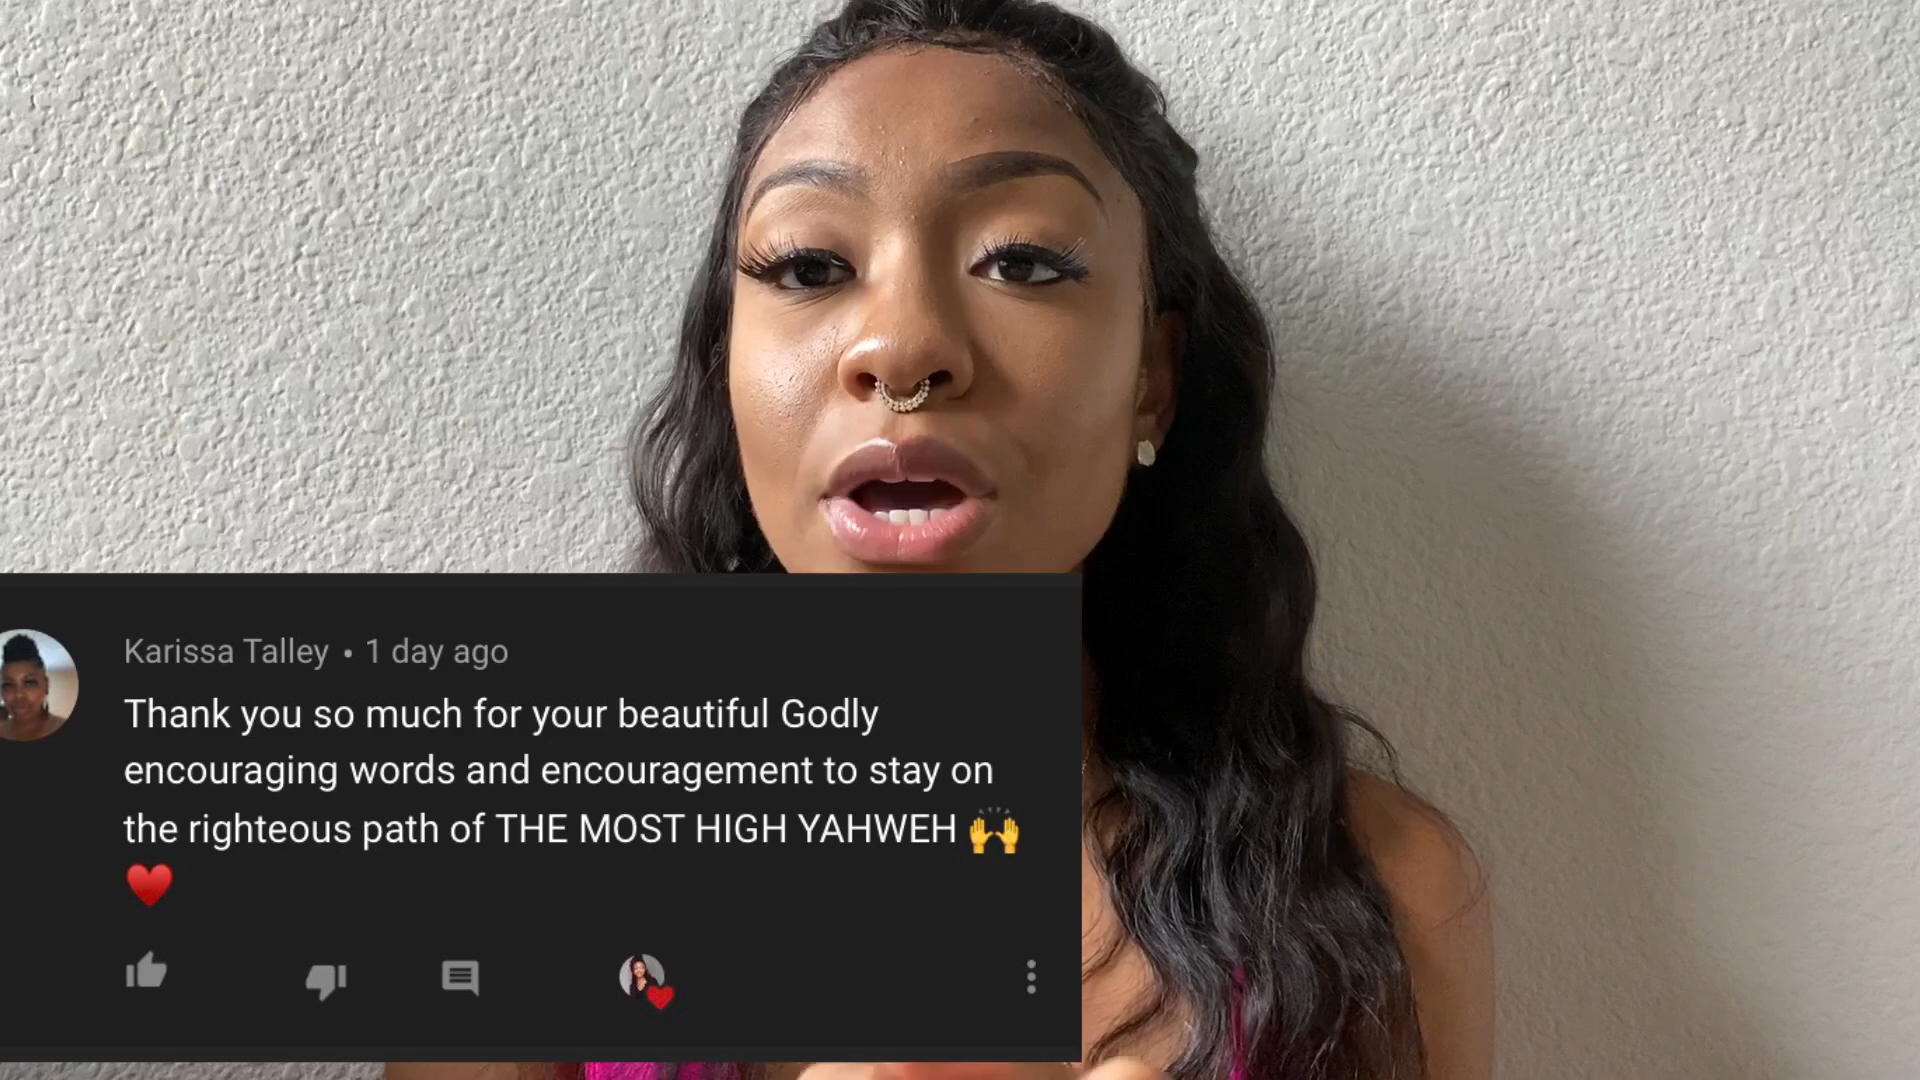 Karissa Talley • 1 day ago
Thank you so much for your beautiful Godly
encouraging words and encouragement to stay on
the righteous path of THE MOST HIGH YAHWEH 🙌
❤️